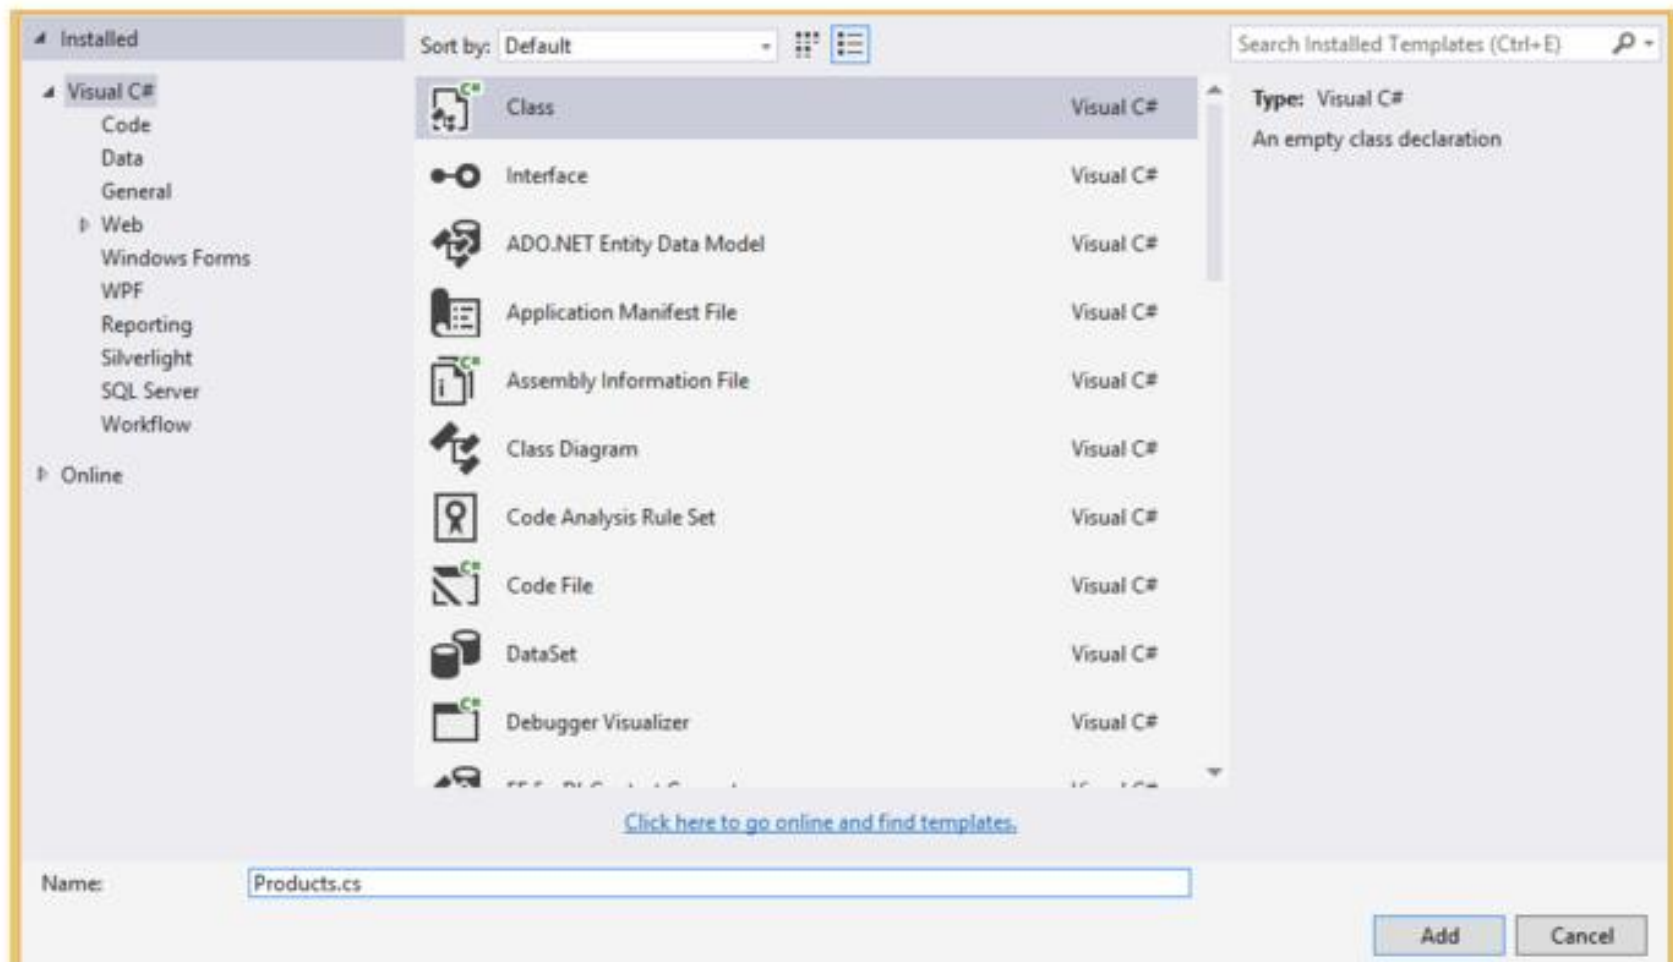 Installed
Visual C#
Code
Data
General
Web
Windows Forms
WPF
Reporting
Silverlight
SQL Server
Workflow
Online
Sort by: Default
Class Visual C#
Interface Visual C#
ADO.NET Entity Data Model Visual C#
Application Manifest File Visual C#
Assembly Information File Visual C#
Class Diagram Visual C#
Code Analysis Rule Set Visual C#
Code File Visual C#
DataSet Visual C#
Debugger Visualizer Visual C#
Click here to go online and find templates.
Search Installed Templates (Ctrl+E)
Type: Visual C#
An empty class declaration
Name: Products.cs
Add Cancel